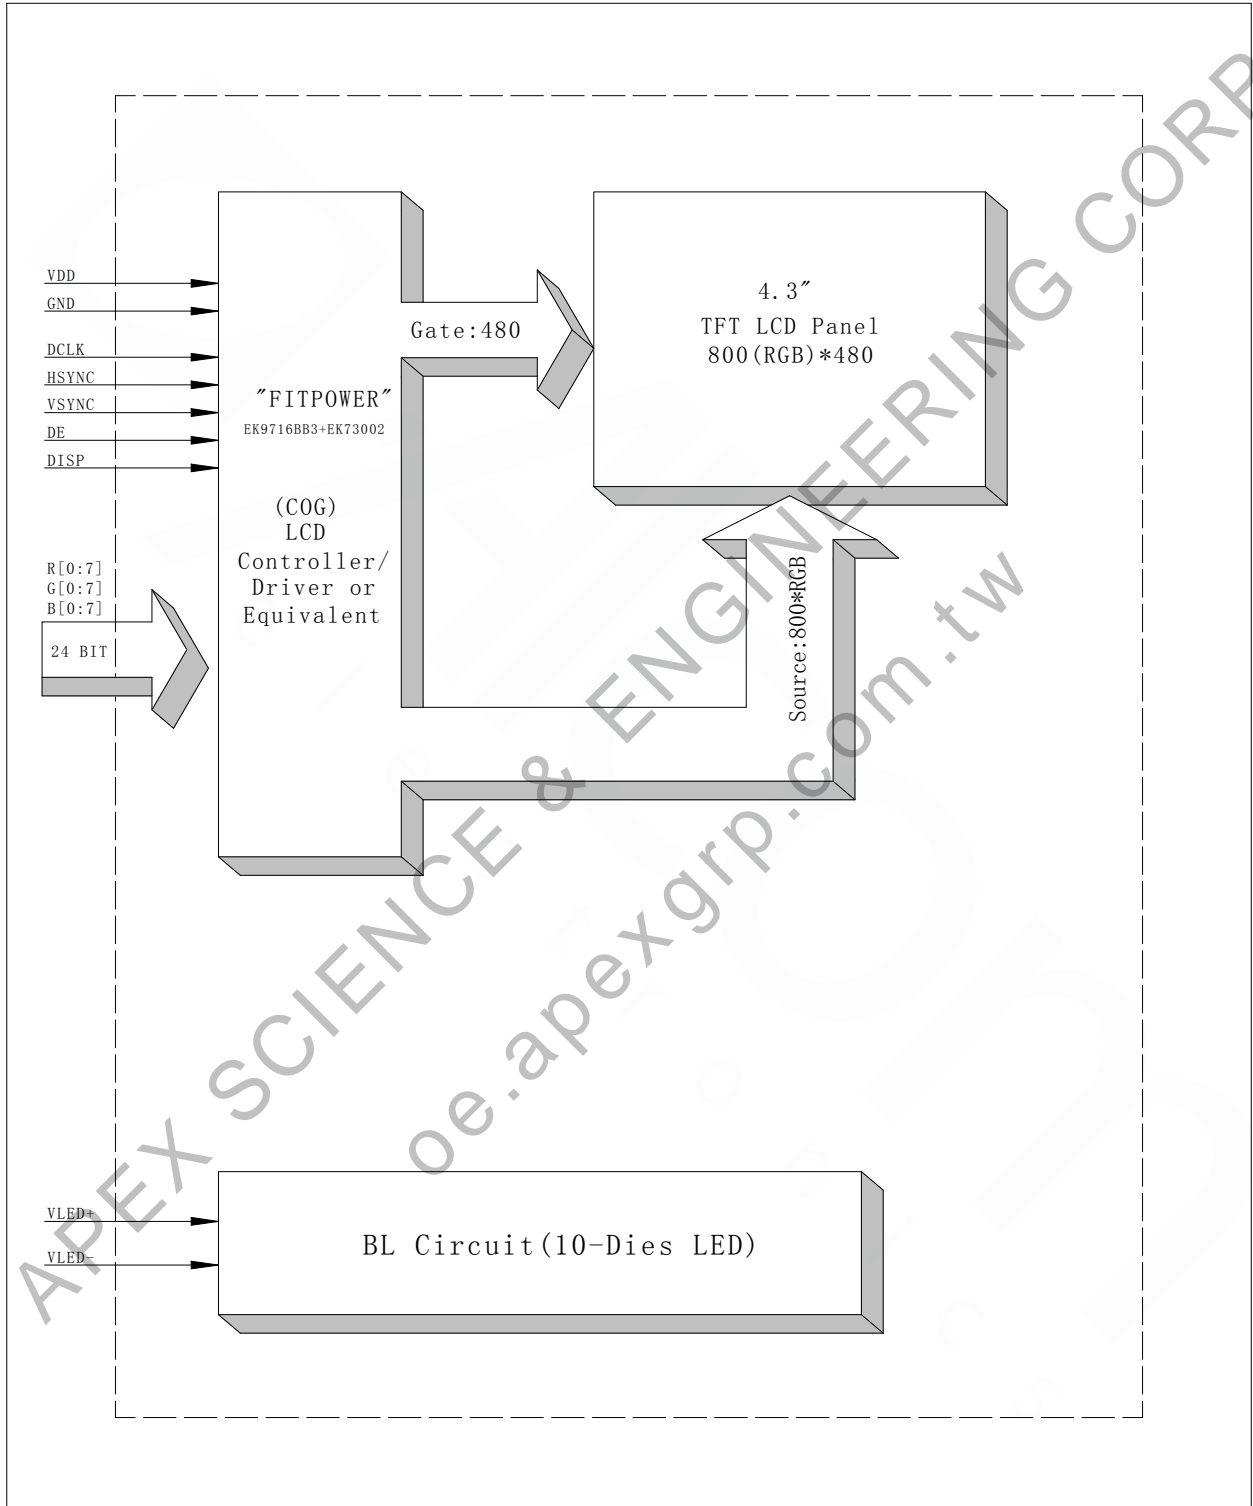 VDD
GND
DCLK
HSYNC
VSYNC
DE
DISP
R[0:7]
G[0:7]
B[0:7]
24 BIT
"FITPOWER"
EK9716BB3+EK73002
(COG)
LCD
Controller/
Driver or
Equivalent
Gate:480
4.3"
TFT LCD Panel
800(RGB)*480
Source:800*RGB
VLED+
VLED-
BL Circuit(10-Dies LED)
APEX SCIENCE & ENGINEERING CORP
oe.apexgrp.com.tw